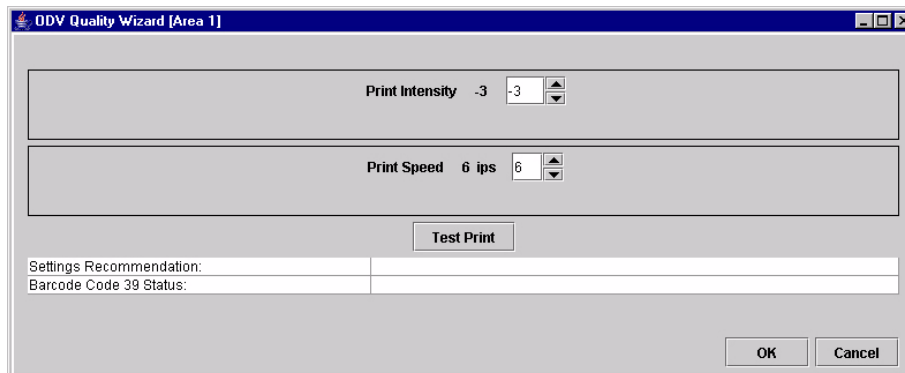 ODV Quality Wizard [Area 1]
Print Intensity -3 -3
Print Speed 6 ips 6
Test Print
Settings Recommendation:
Barcode Code 39 Status:
OK Cancel